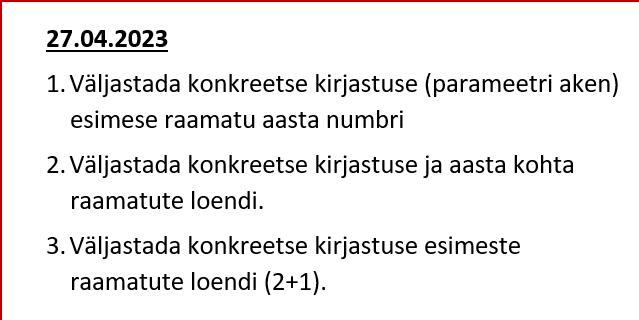 27.04.2023
1. Väljastada konkreetse kirjastuse (parameetri aken)
esimese raamatu aasta numbri
2. Väljastada konkreetse kirjastuse ja aasta kohta
raamatute loendi.
3. Väljastada konkreetse kirjastuse esimeste
raamatute loendi (2+1).